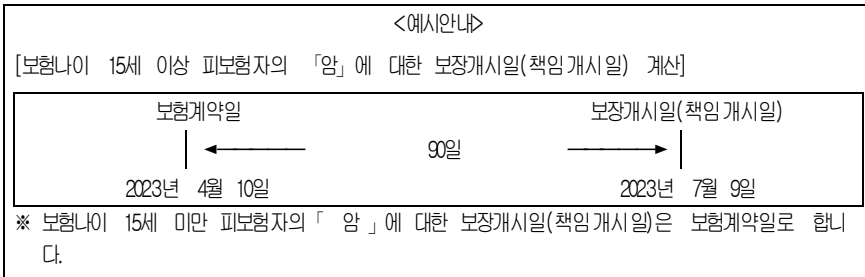 <예시안내>
[보험나이 15세 이상 피보험자의 「암」에 대한 보장개시일(책임개시일) 계산]
보험계약일 보장개시일(책임개시일)
90일
2023년 4월 10일 2023년 7월 9일
※ 보험나이 15세 미만 피보험자의「 암 」에 대한 보장개시일(책임개시일)은 보험계약일로 합니
다.